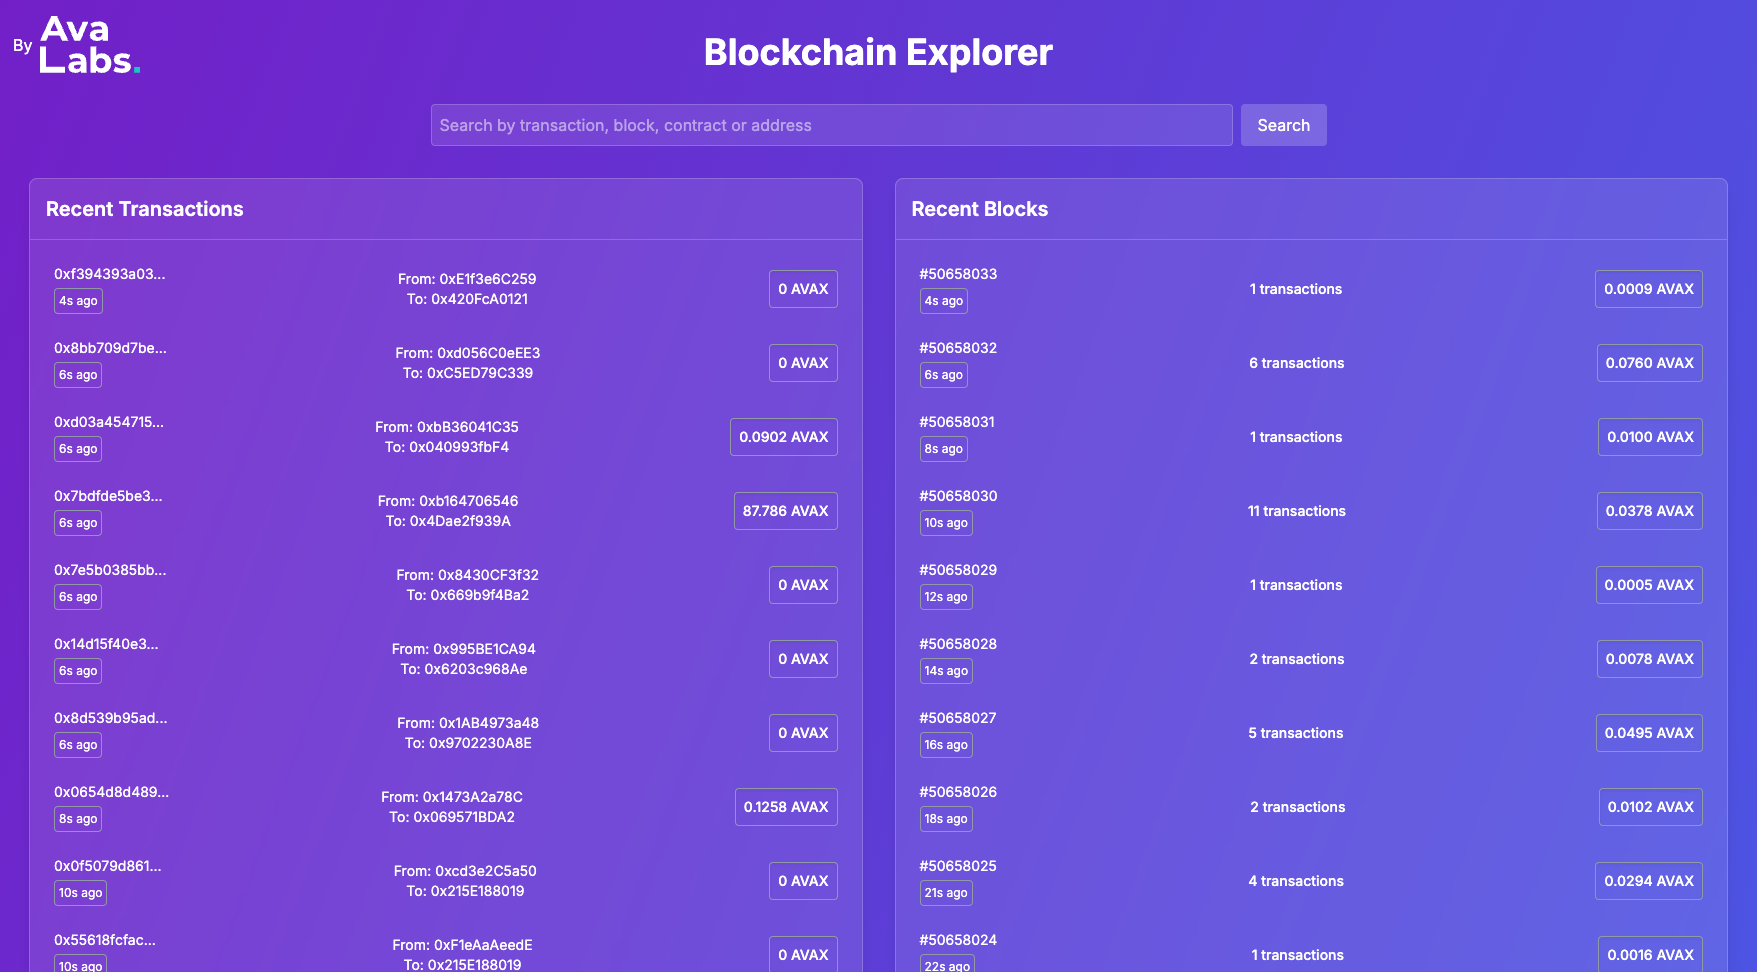 By Ava Labs.
Blockchain Explorer
Search by transaction, block, contract or address
Search
Recent Transactions
0xf394393a03...
4s ago
From: 0xE1f3e6C259
To: 0x420FcA0121
0 AVAX
0x8bb709d7be...
6s ago
From: 0xd056C0eEE3
To: 0xC5ED79C339
0 AVAX
0xd03a454715...
6s ago
From: 0xbB36041C35
To: 0x040993fbF4
0.0902 AVAX
0x7bdfde5be3...
6s ago
From: 0xb164706546
To: 0x4Dae2f939A
87.786 AVAX
0x7e5b0385bb...
6s ago
From: 0x8430CF3f32
To: 0x669b9f4Ba2
0 AVAX
0x14d15f40e3...
6s ago
From: 0x995BE1CA94
To: 0x6203c968Ae
0 AVAX
0x8d539b95ad...
6s ago
From: 0x1AB4973a48
To: 0x9702230A8E
0 AVAX
0x0654d8d489...
8s ago
From: 0x1473A2a78C
To: 0x069571BDA2
0.1258 AVAX
0x0f5079d861...
10s ago
From: 0xcd3e2C5a50
To: 0x215E188019
0 AVAX
0x55618fcfac...
10s ago
From: 0xF1eAaAeedE
To: 0x215E188019
0 AVAX
Recent Blocks
#50658033
4s ago
1 transactions
0.0009 AVAX
#50658032
6s ago
6 transactions
0.0760 AVAX
#50658031
8s ago
1 transactions
0.0100 AVAX
#50658030
10s ago
11 transactions
0.0378 AVAX
#50658029
12s ago
1 transactions
0.0005 AVAX
#50658028
14s ago
2 transactions
0.0078 AVAX
#50658027
16s ago
5 transactions
0.0495 AVAX
#50658026
18s ago
2 transactions
0.0102 AVAX
#50658025
21s ago
4 transactions
0.0294 AVAX
#50658024
22s ago
1 transactions
0.0016 AVAX